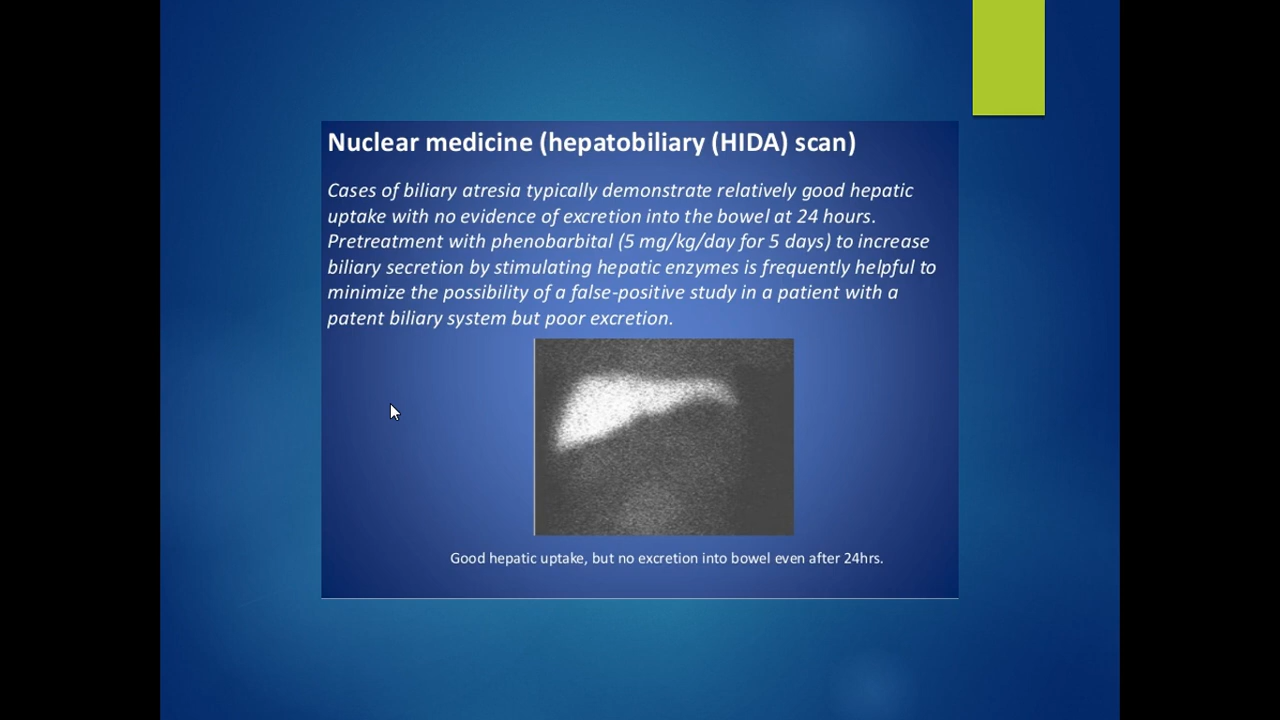 Nuclear medicine (hepatobiliary (HIDA) scan)
Cases of biliary atresia typically demonstrate relatively good hepatic
uptake with no evidence of excretion into the bowel at 24 hours.
Pretreatment with phenobarbital (5 mg/kg/day for 5 days) to increase
biliary secretion by stimulating hepatic enzymes is frequently helpful to
minimize the possibility of a false-positive study in a patient with a
patent biliary system but poor excretion.
Good hepatic uptake, but no excretion into bowel even after 24hrs.